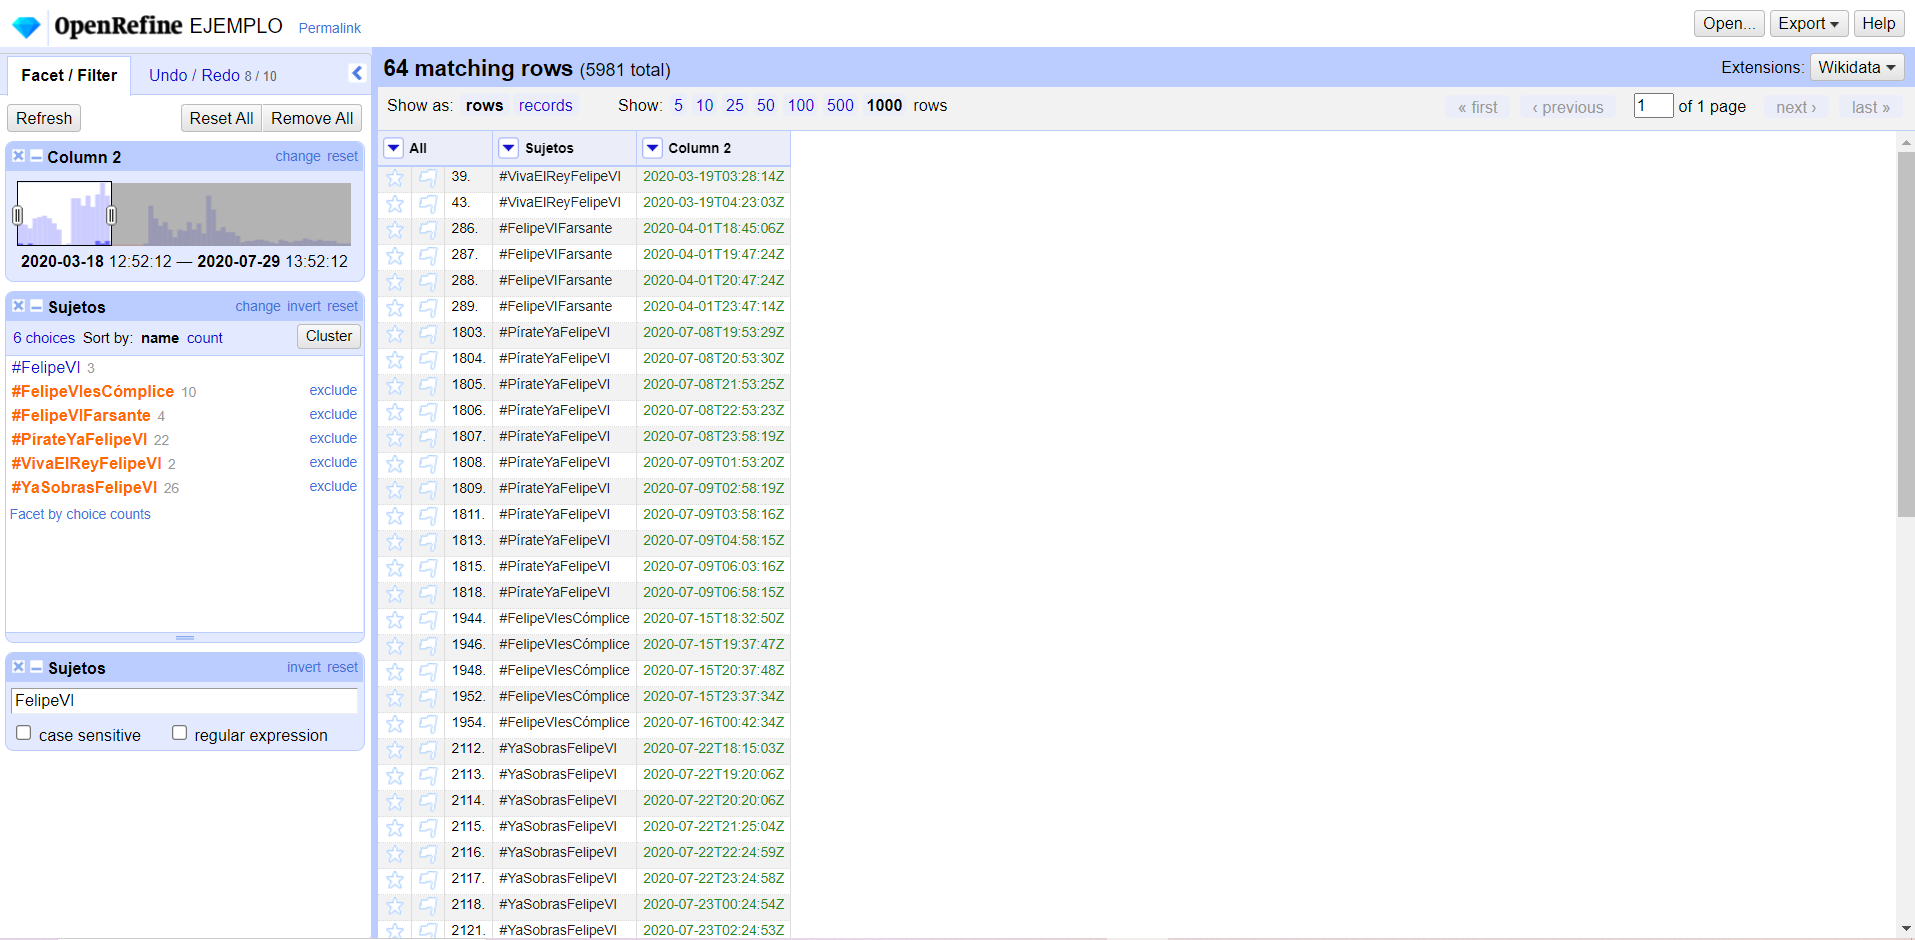 OpenRefine EJEMPLO Permalink Open... Export Help
Facet / Filter Undo / Redo 8 / 10
64 matching rows (5981 total) Extensions: Wikidata
Refresh Reset All Remove All
Show as: rows records Show: 5 10 25 50 100 500 1000 rows « first ‹ previous 1 of 1 page next › last »
Column 2 change reset
2020-03-18 12:52:12 — 2020-07-29 13:52:12
Sujetos change invert reset
6 choices Sort by: name count Cluster
#FelipeVI 3
#FelipeVIesCómplice 10 exclude
#FelipeVIFarsante 4 exclude
#PírateYaFelipeVI 22 exclude
#VivaElReyFelipeVI 2 exclude
#YaSobrasFelipeVI 26 exclude
Facet by choice counts
Sujetos invert reset
FelipeVI
case sensitive regular expression
All Sujetos Column 2
39. #VivaElReyFelipeVI 2020-03-19T03:28:14Z
43. #VivaElReyFelipeVI 2020-03-19T04:23:03Z
286. #FelipeVIFarsante 2020-04-01T18:45:06Z
287. #FelipeVIFarsante 2020-04-01T19:47:24Z
288. #FelipeVIFarsante 2020-04-01T20:47:24Z
289. #FelipeVIFarsante 2020-04-01T23:47:14Z
1803. #PírateYaFelipeVI 2020-07-08T19:53:29Z
1804. #PírateYaFelipeVI 2020-07-08T20:53:30Z
1805. #PírateYaFelipeVI 2020-07-08T21:53:25Z
1806. #PírateYaFelipeVI 2020-07-08T22:53:23Z
1807. #PírateYaFelipeVI 2020-07-08T23:58:19Z
1808. #PírateYaFelipeVI 2020-07-09T01:53:20Z
1809. #PírateYaFelipeVI 2020-07-09T02:58:19Z
1811. #PírateYaFelipeVI 2020-07-09T03:58:16Z
1813. #PírateYaFelipeVI 2020-07-09T04:58:15Z
1815. #PírateYaFelipeVI 2020-07-09T06:03:16Z
1818. #PírateYaFelipeVI 2020-07-09T06:58:15Z
1944. #FelipeVIesCómplice 2020-07-15T18:32:50Z
1946. #FelipeVIesCómplice 2020-07-15T19:37:47Z
1948. #FelipeVIesCómplice 2020-07-15T20:37:48Z
1952. #FelipeVIesCómplice 2020-07-15T23:37:34Z
1954. #FelipeVIesCómplice 2020-07-16T00:42:34Z
2112. #YaSobrasFelipeVI 2020-07-22T18:15:03Z
2113. #YaSobrasFelipeVI 2020-07-22T19:20:06Z
2114. #YaSobrasFelipeVI 2020-07-22T20:20:06Z
2115. #YaSobrasFelipeVI 2020-07-22T21:25:04Z
2116. #YaSobrasFelipeVI 2020-07-22T22:24:59Z
2117. #YaSobrasFelipeVI 2020-07-22T23:24:58Z
2118. #YaSobrasFelipeVI 2020-07-23T00:24:54Z
2121. #YaSobrasFelipeVI 2020-07-23T02:24:53Z